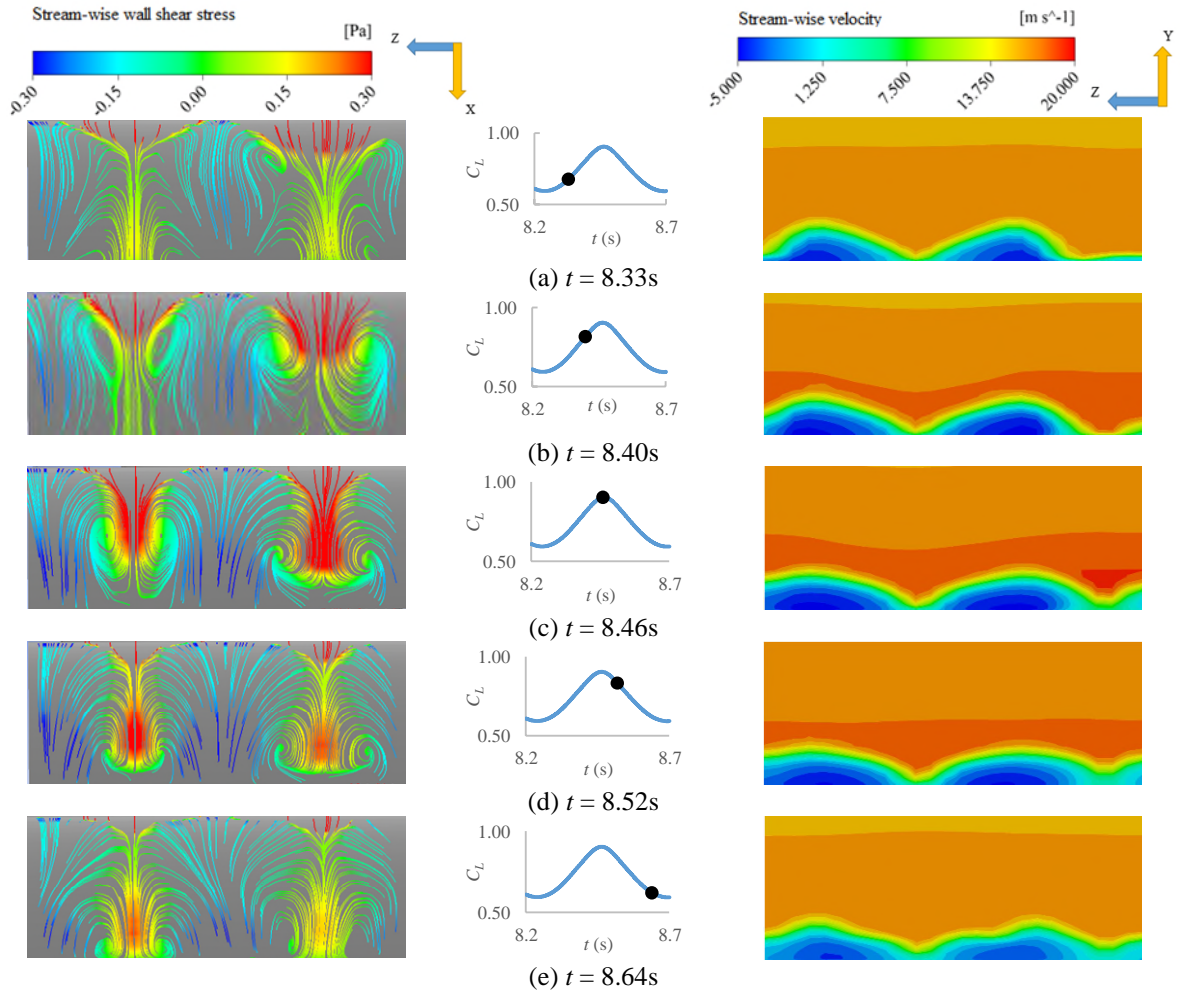 Stream-wise wall shear stress
[Pa]
-0.30 -0.15 0.00 0.15 0.30
Z
X
Stream-wise velocity
[m s^-1]
-5.000 1.250 7.500 13.750 20.000
Y
Z
1.00
C_L
0.50
8.2 8.7
t (s)
(a) t = 8.33s
1.00
C_L
0.50
8.2 8.7
t (s)
(b) t = 8.40s
1.00
C_L
0.50
8.2 8.7
t (s)
(c) t = 8.46s
1.00
C_L
0.50
8.2 8.7
t (s)
(d) t = 8.52s
1.00
C_L
0.50
8.2 8.7
t (s)
(e) t = 8.64s